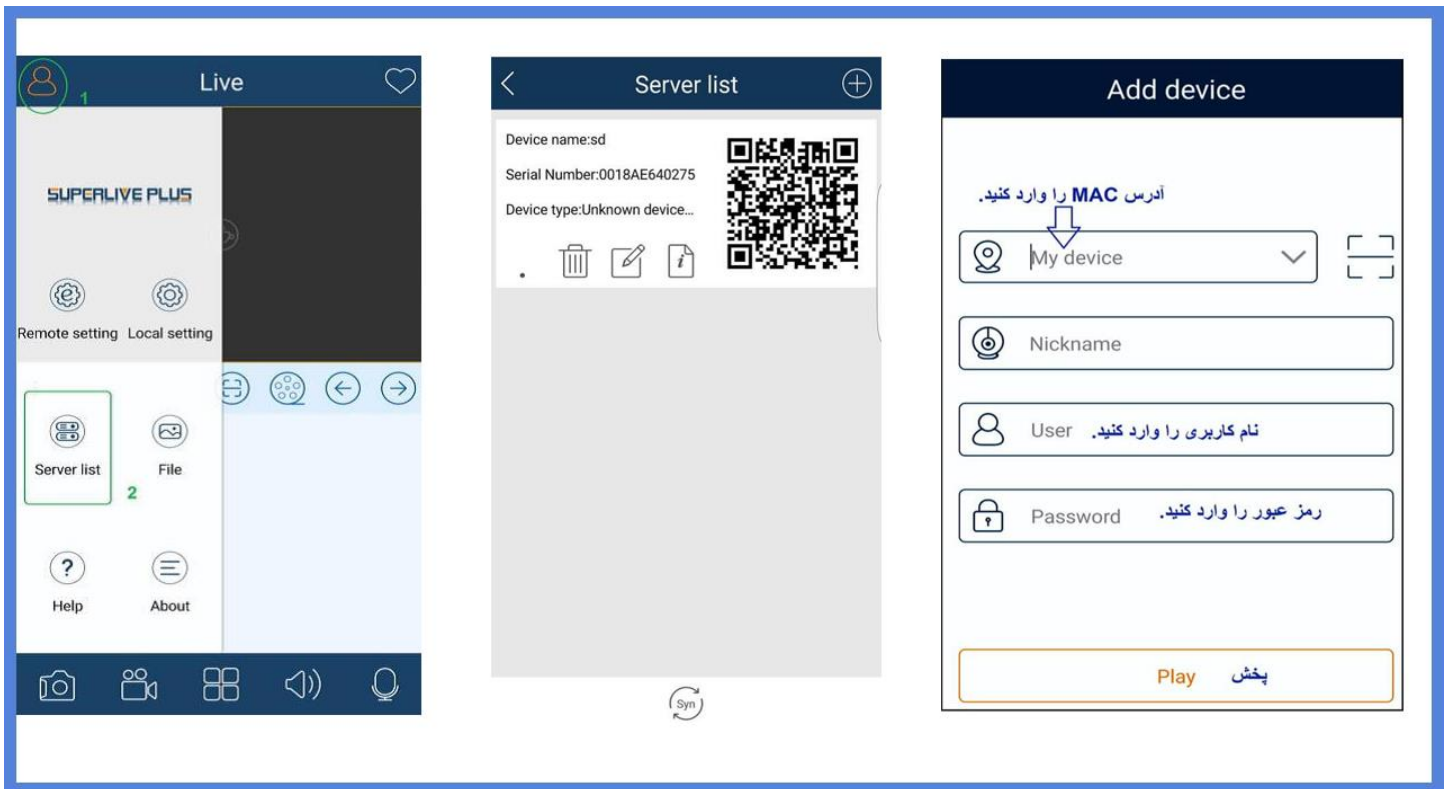 Live
1
SUPERLIVE PLUS
Remote setting
Local setting
Server list
File
2
?
Help
About
Server list
Device name:sd
Serial Number:0018AE640275
Device type:Unknown device...
i
Syn
Add device
آدرس MAC را وارد کنید.
My device
Nickname
User نام کاربری را وارد کنید.
Password رمز عبور را وارد کنید.
Play پخش